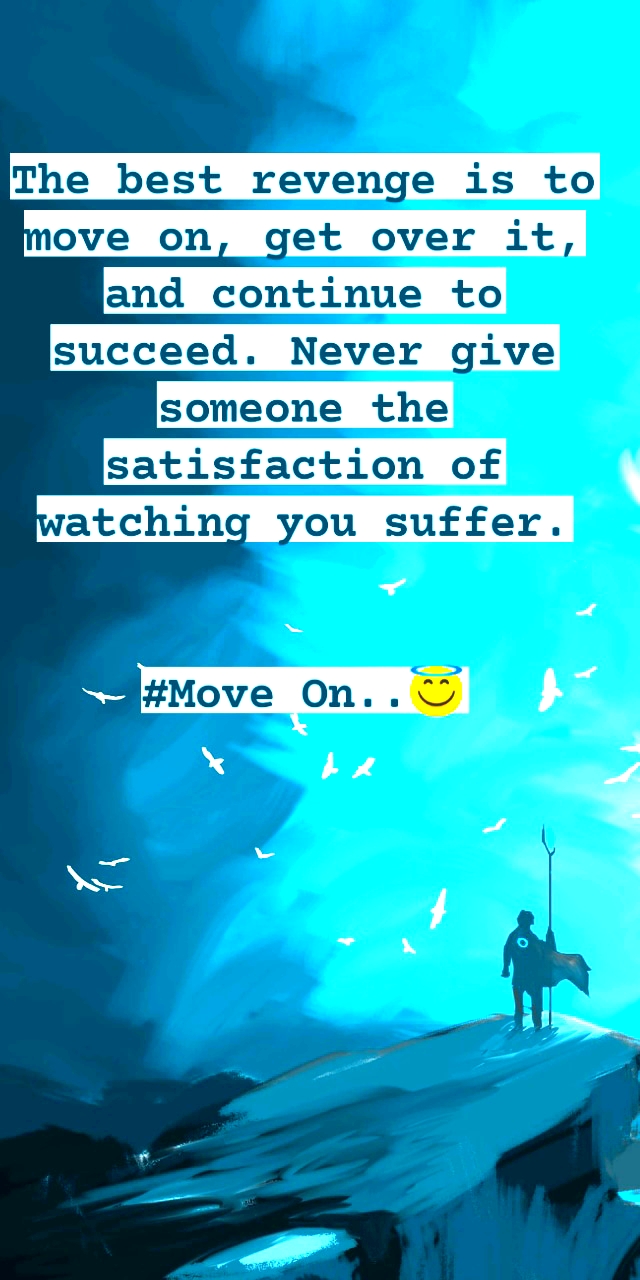 The best revenge is to
move on, get over it,
and continue to
succeed. Never give
someone the
satisfaction of
watching you suffer.
#Move On..😇